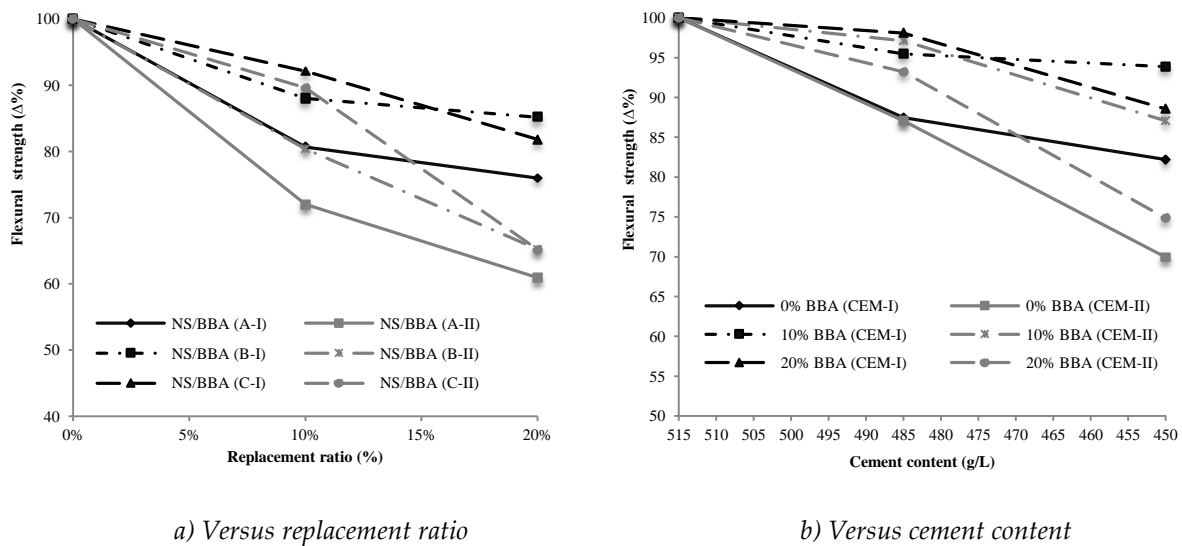 100
90
80
70
60
50
40
Flexural strength (Δ%)
NS/BBA (A-I)
NS/BBA (A-II)
NS/BBA (B-I)
NS/BBA (B-II)
NS/BBA (C-I)
NS/BBA (C-II)
0% 5% 10% 15% 20%
Replacement ratio (%)
a) Versus replacement ratio
100
95
90
85
80
75
70
65
60
55
50
Flexural strength (Δ%)
0% BBA (CEM-I)
0% BBA (CEM-II)
10% BBA (CEM-I)
10% BBA (CEM-II)
20% BBA (CEM-I)
20% BBA (CEM-II)
515 510 505 500 495 490 485 480 475 470 465 460 455 450
Cement content (g/L)
b) Versus cement content